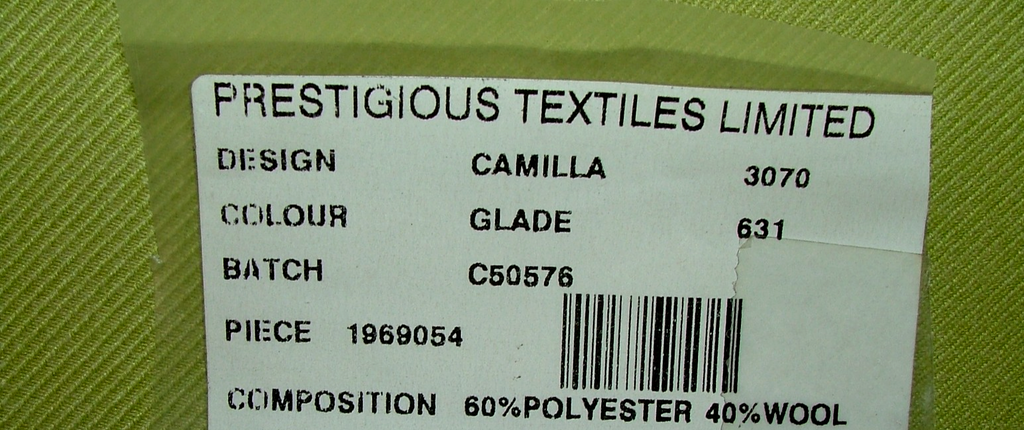 PRESTIGIOUS TEXTILES LIMITED
DESIGN CAMILLA 3070
COLOUR GLADE 631
BATCH C50576
PIECE 1969054
COMPOSITION 60%POLYESTER 40%WOOL